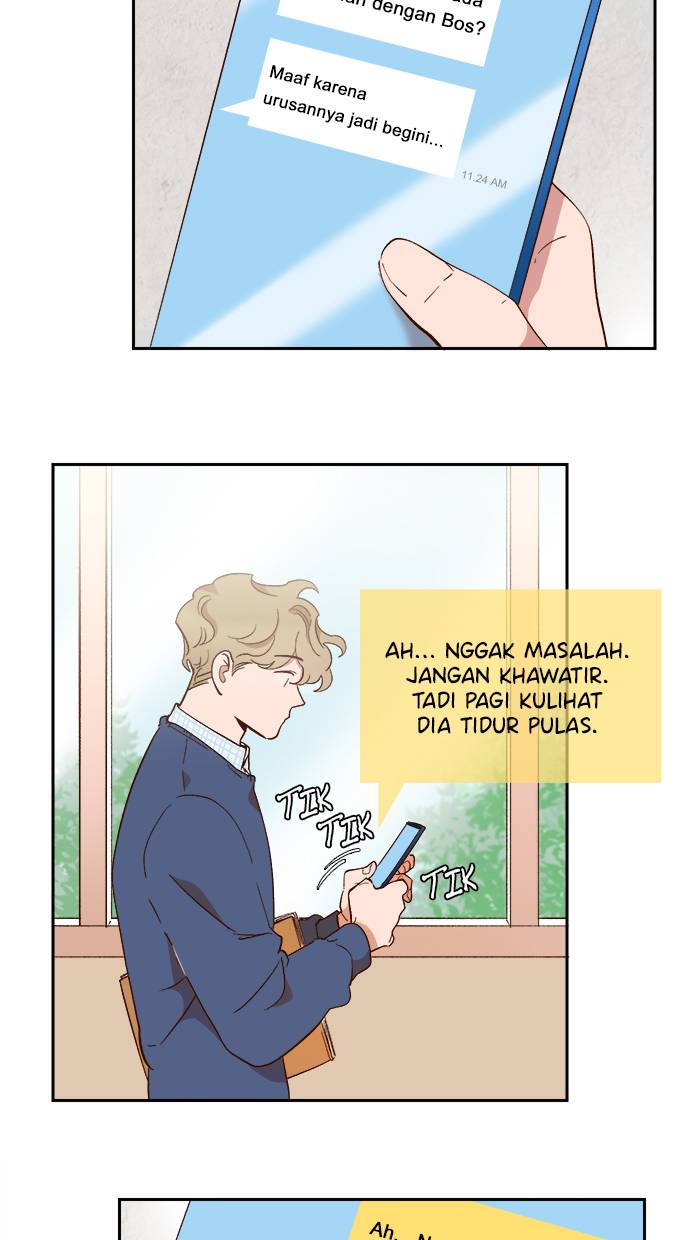 dengan Bos?
Maaf karena
urusannya jadi begini...
11.24 AM
AH... NGGAK MASALAH.
JANGAN KHAWATIR.
TADI PAGI KULIHAT
DIA TIDUR PULAS.
TIK
TIK
TIK
Ah...